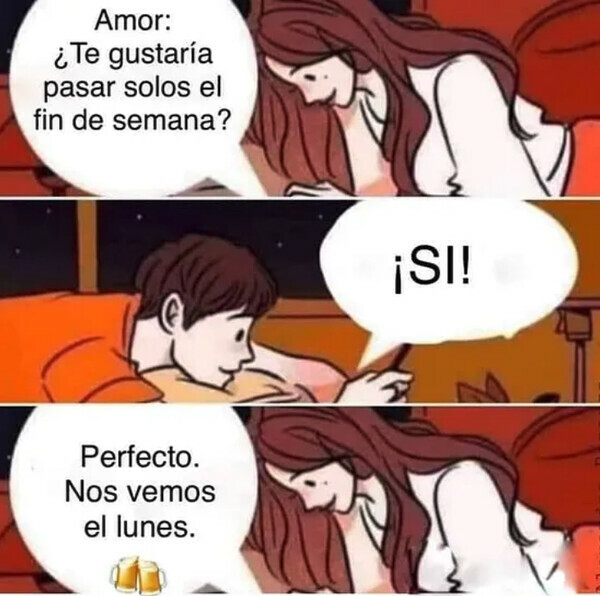 Amor:
¿Te gustaría
pasar solos el
fin de semana?
¡SI!
Perfecto.
Nos vemos
el lunes.